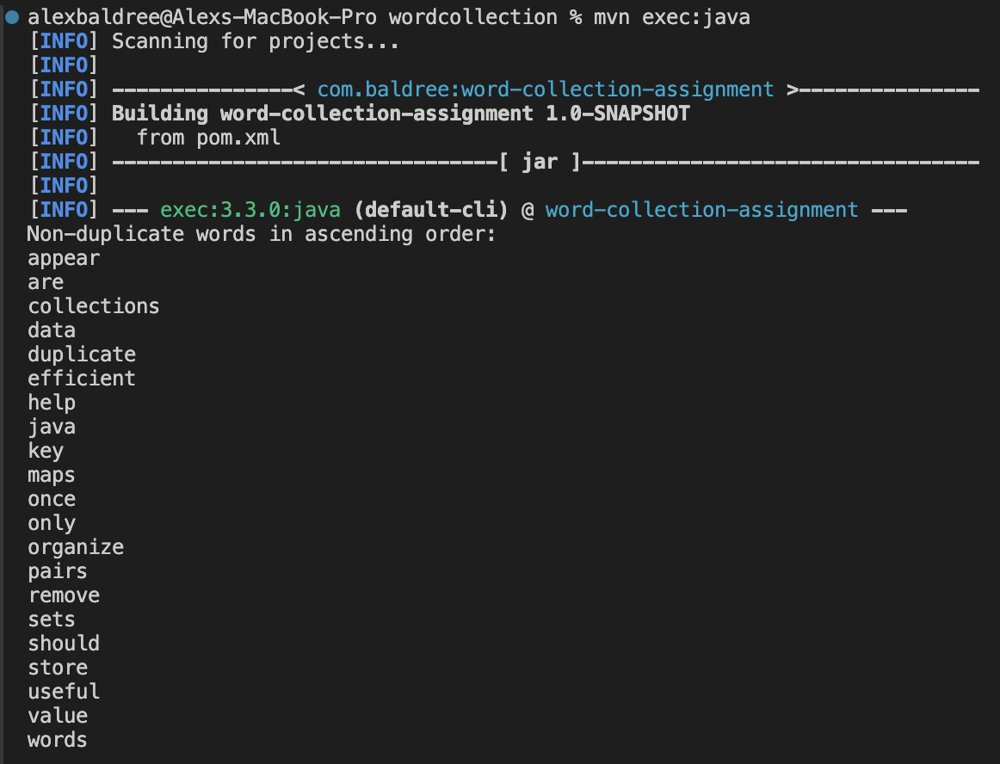 alexbaldree@Alexs-MacBook-Pro wordcollection % mvn exec:java
[INFO] Scanning for projects...
[INFO]
[INFO] ---------------< com.baldree:word-collection-assignment >---------------
[INFO] Building word-collection-assignment 1.0-SNAPSHOT
[INFO]   from pom.xml
[INFO] --------------------------------[ jar ]---------------------------------
[INFO]
[INFO] --- exec:3.3.0:java (default-cli) @ word-collection-assignment ---
Non-duplicate words in ascending order:
appear
are
collections
data
duplicate
efficient
help
java
key
maps
once
only
organize
pairs
remove
sets
should
store
useful
value
words